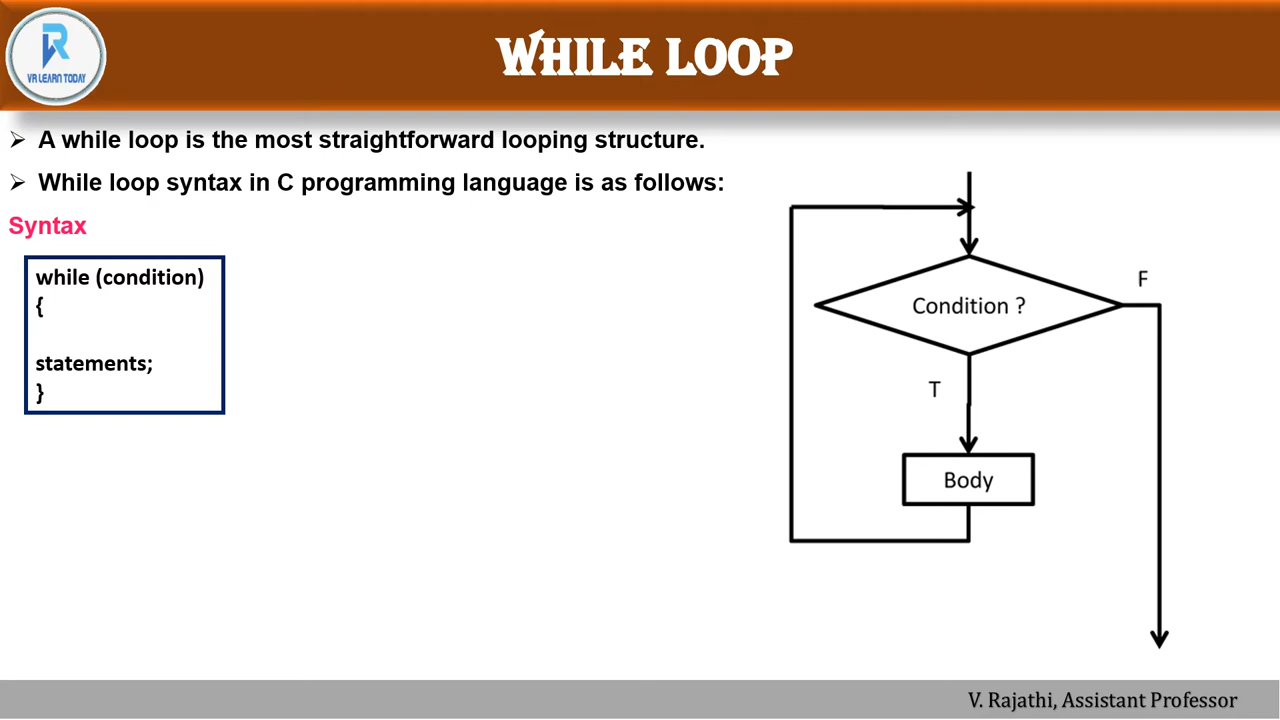 VR LEARN TODAY
WHILE LOOP
➢ A while loop is the most straightforward looping structure.
➢ While loop syntax in C programming language is as follows:
Syntax
while (condition)
{
statements;
}
Condition ?
F
T
Body
V. Rajathi, Assistant Professor